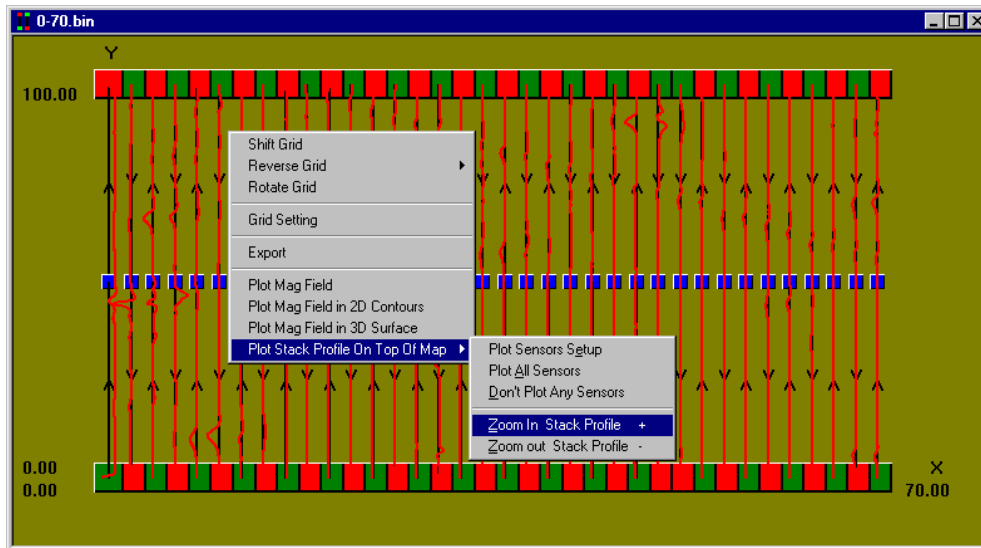 0-70.bin
Y
100.00
Shift Grid
Reverse Grid
Rotate Grid
Grid Setting
Export
Plot Mag Field
Plot Mag Field in 2D Contours
Plot Mag Field in 3D Surface
Plot Stack Profile On Top Of Map
Plot Sensors Setup
Plot All Sensors
Don't Plot Any Sensors
Zoom In Stack Profile +
Zoom out Stack Profile -
0.00
0.00
X
70.00